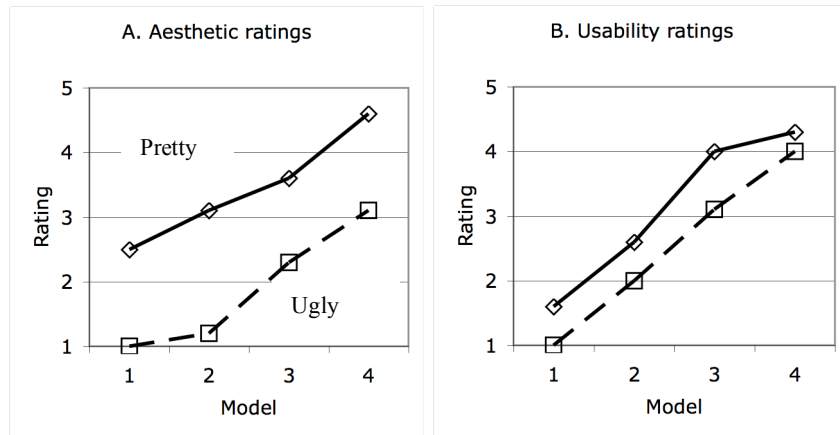 A. Aesthetic ratings
5
4
3
2
1
Rating
Pretty
Ugly
1 2 3 4
Model
B. Usability ratings
5
4
3
2
1
Rating
1 2 3 4
Model